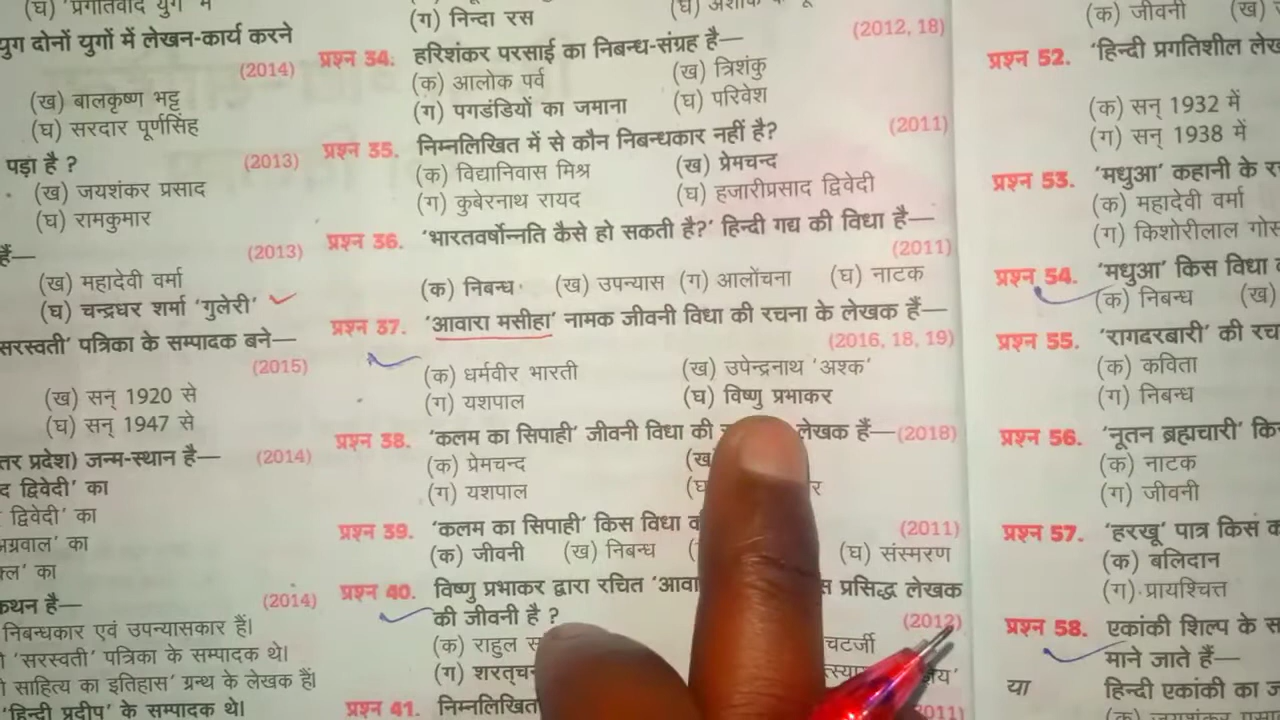 (घ) 'प्रगतिवाद युग में
युग दोनों युगों में लेखन-कार्य करने
(2014)
(ख) बालकृष्ण भट्ट
(घ) सरदार पूर्णसिंह
पड़ा है ?
(2013)
(ख) जयशंकर प्रसाद
(घ) रामकुमार
हैं—
(2013)
(ख) महादेवी वर्मा
(घ) चन्द्रधर शर्मा 'गुलेरी'
सरस्वती' पत्रिका के सम्पादक बने—
(2015)
(ख) सन् 1920 से
(घ) सन् 1947 से
तर प्रदेश) जन्म-स्थान है—
(2014)
द द्विवेदी' का
द्विवेदी' का
अग्रवाल' का
क्ल' का
कथन है—
(2014)
निबन्धकार एवं उपन्यासकार हैं।
'सरस्वती' पत्रिका के सम्पादक थे।
साहित्य का इतिहास' ग्रन्थ के लेखक हैं।
'हिन्दी प्रदीप' के सम्पादक थे।
(ग) निन्दा रस
(घ)
प्रश्न 34. हरिशंकर परसाई का निबन्ध-संग्रह है—
(2012, 18)
(क) आलोक पर्व (ख) त्रिशंकु
(ग) पगडंडियों का जमाना (घ) परिवेश
प्रश्न 35. निम्नलिखित में से कौन निबन्धकार नहीं है?
(2011)
(क) विद्यानिवास मिश्र (ख) प्रेमचन्द
(ग) कुबेरनाथ रायद (घ) हजारीप्रसाद द्विवेदी
प्रश्न 36. 'भारतवर्षोन्नति कैसे हो सकती है?' हिन्दी गद्य की विधा है—
(2011)
(क) निबन्ध (ख) उपन्यास (ग) आलोचना (घ) नाटक
प्रश्न 37. 'आवारा मसीहा' नामक जीवनी विधा की रचना के लेखक हैं—
(2016, 18, 19)
(क) धर्मवीर भारती (ख) उपेन्द्रनाथ 'अश्क'
(ग) यशपाल (घ) विष्णु प्रभाकर
प्रश्न 38. 'कलम का सिपाही' जीवनी विधा की लेखक हैं— (2018)
(क) प्रेमचन्द (ख
(ग) यशपाल (घ
प्रश्न 39. 'कलम का सिपाही' किस विधा
(2011)
(क) जीवनी (ख) निबन्ध (घ) संस्मरण
प्रश्न 40. विष्णु प्रभाकर द्वारा रचित 'आवा स प्रसिद्ध लेखक
की जीवनी है ?
(2012)
(क) राहुल चटर्जी
(ग) शरत्च
प्रश्न 41. निम्नलिखित
2011)
(क) जीवनी (ख)
प्रश्न 52. 'हिन्दी प्रगतिशील लेख
(क) सन् 1932 में
(ग) सन् 1938 में
प्रश्न 53. 'मधुआ' कहानी के र
(क) महादेवी वर्मा
(ग) किशोरीलाल गोस
प्रश्न 54. 'मधुआ' किस विधा
(क) निबन्ध (ख)
प्रश्न 55. 'रागदरबारी' की रच
(क) कविता
(ग) निबन्ध
प्रश्न 56. 'नूतन ब्रह्मचारी' कि
(क) नाटक
(ग) जीवनी
प्रश्न 57. 'हरखू' पात्र किस
(क) बलिदान
(ग) प्रायश्चित्त
प्रश्न 58. एकांकी शिल्प के स
माने जाते हैं—
या हिन्दी एकांकी का ज